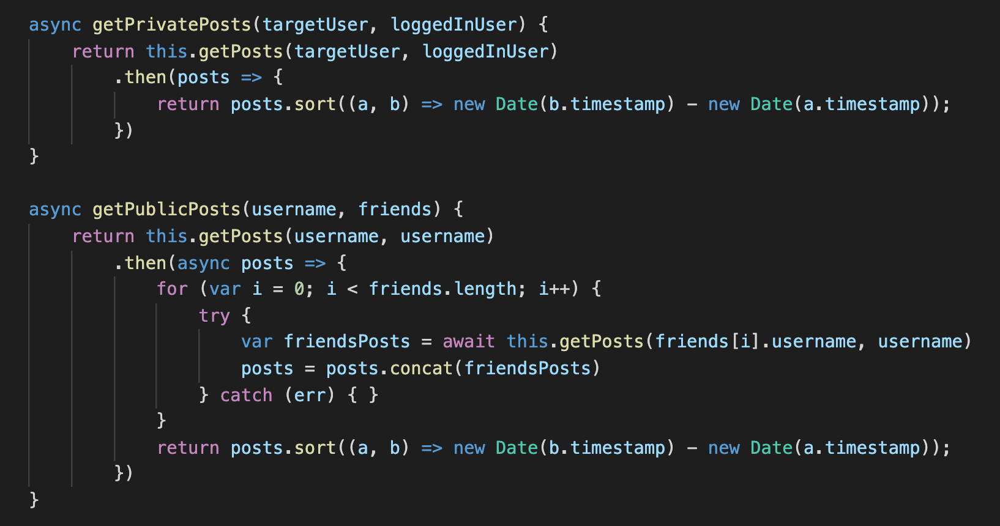 async getPrivatePosts(targetUser, loggedInUser) {
return this.getPosts(targetUser, loggedInUser)
.then(posts => {
return posts.sort((a, b) => new Date(b.timestamp) - new Date(a.timestamp));
})
}
async getPublicPosts(username, friends) {
return this.getPosts(username, username)
.then(async posts => {
for (var i = 0; i < friends.length; i++) {
try {
var friendsPosts = await this.getPosts(friends[i].username, username)
posts = posts.concat(friendsPosts)
} catch (err) { }
}
return posts.sort((a, b) => new Date(b.timestamp) - new Date(a.timestamp));
})
}